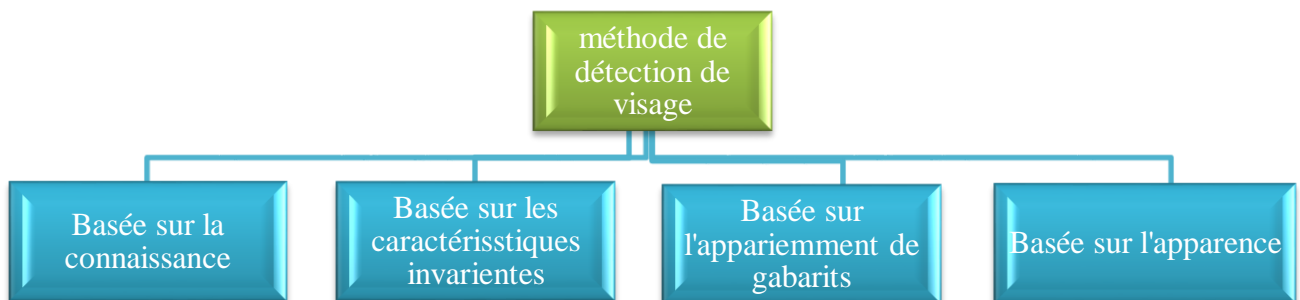 méthode de
détection de
visage
Basée sur la
connaissance
Basée sur les
caractérisstiques
invarientes
Basée sur
l'appariemment de
gabarits
Basée sur l'apparence